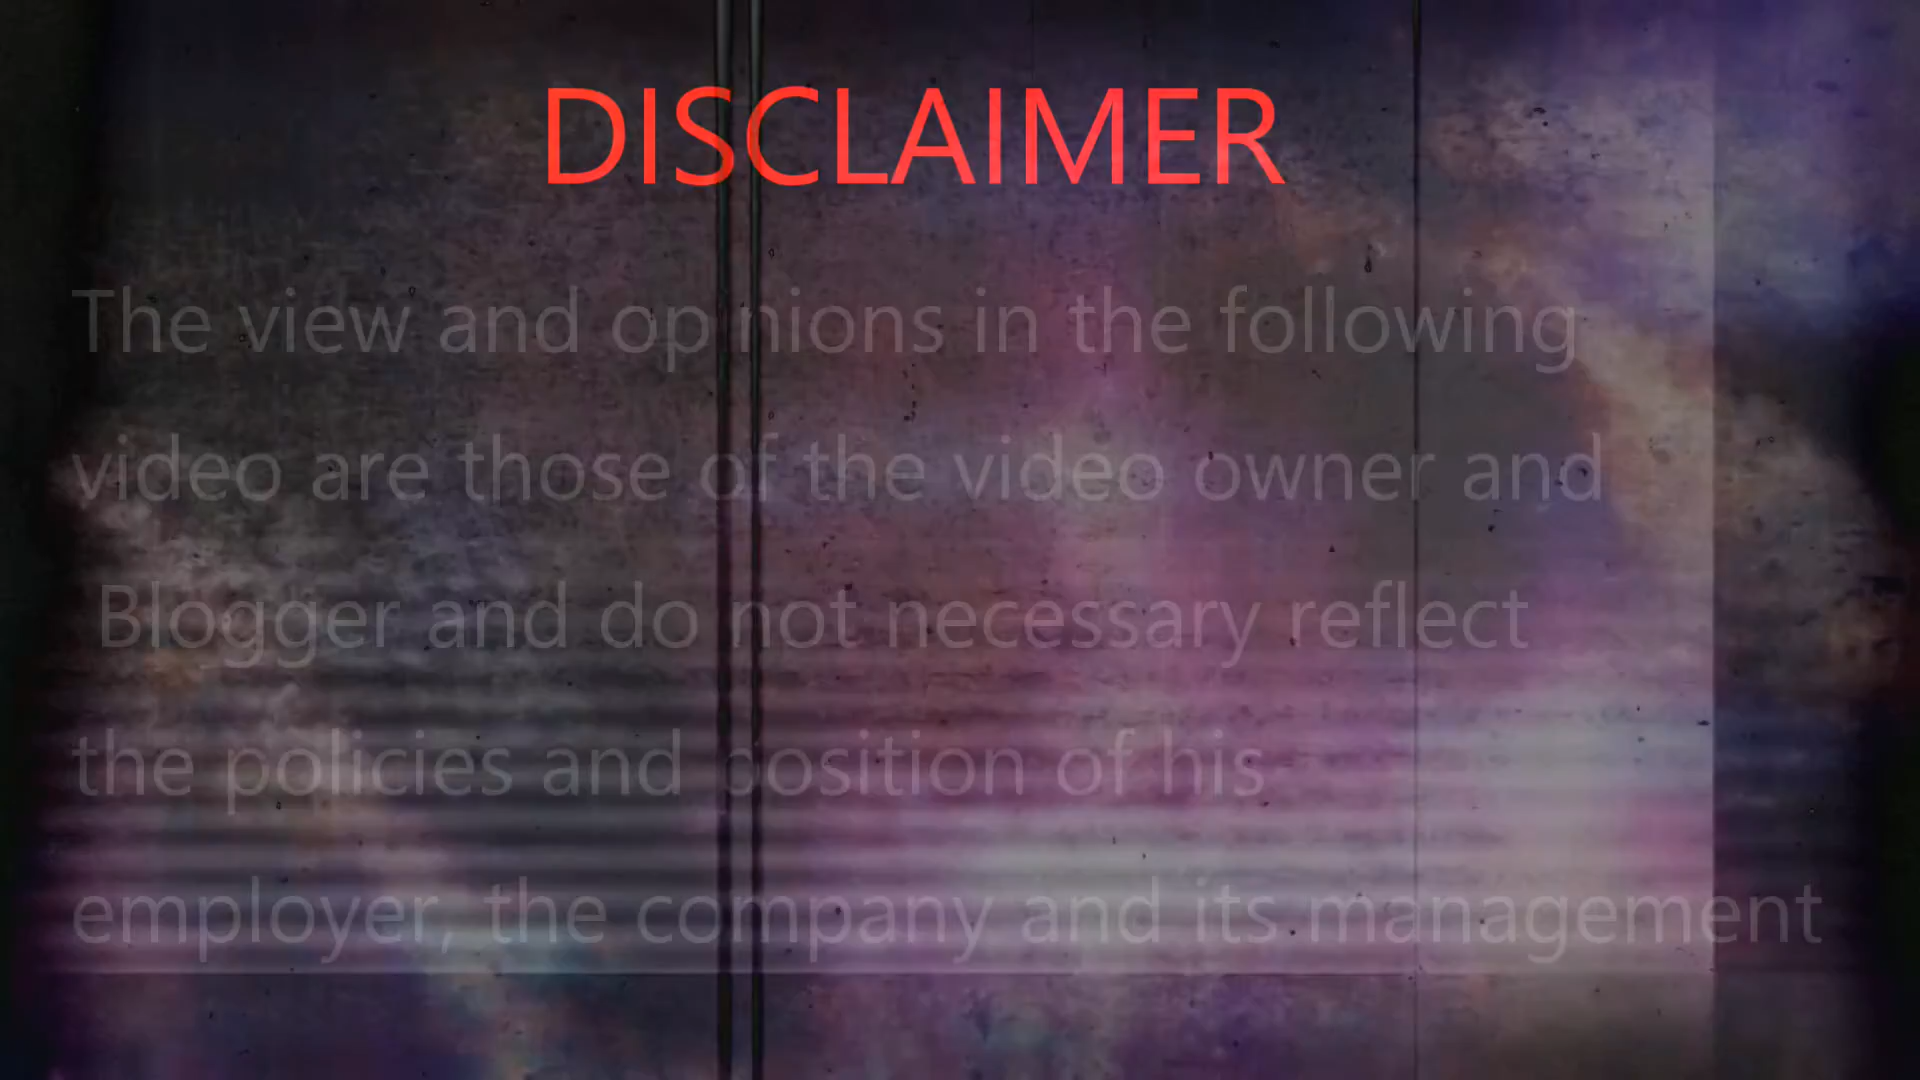 DISCLAIMER
The view and opinions in the following
video are those of the video owner and
Blogger and do not necessary reflect
the policies and position of his
employer, the company and its management